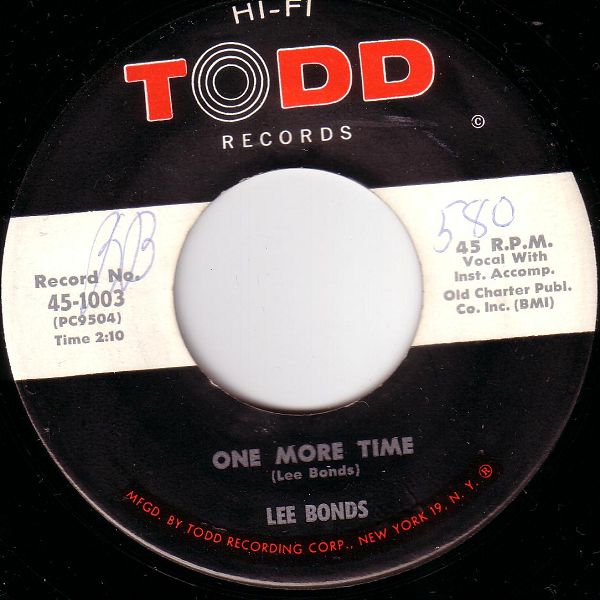 HI-FI
TODD
RECORDS
©
BB
Record No.
45-1003
(PC9504)
Time 2:10
580
45 R.P.M.
Vocal With
Inst. Accomp.
Old Charter Publ.
Co. Inc. (BMI)
ONE MORE TIME
(Lee Bonds)
LEE BONDS
MFGD. BY TODD RECORDING CORP., NEW YORK 19, N. Y. ®